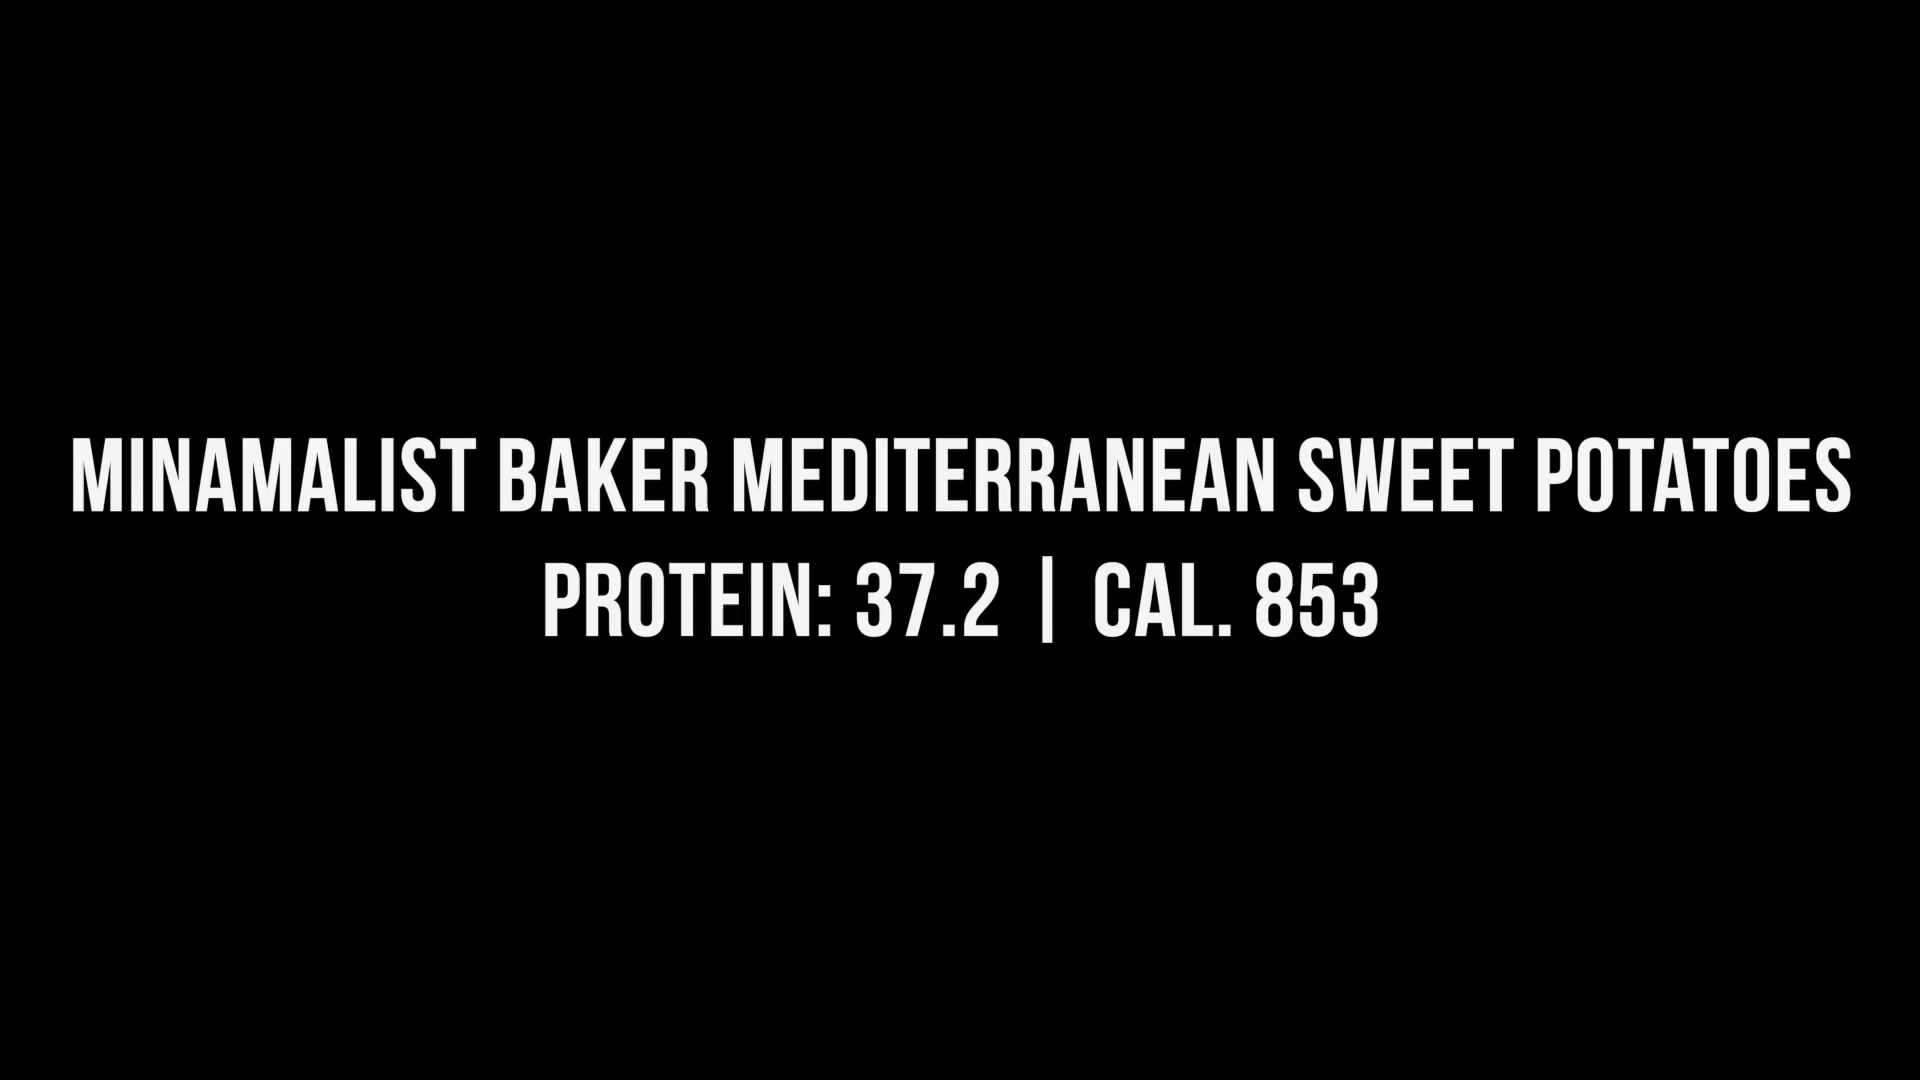 MINAMALIST BAKER MEDITERRANEAN SWEET POTATOES
PROTEIN: 37.2 | CAL. 853